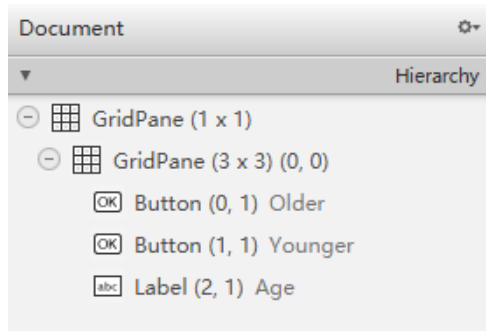 Document
Hierarchy
GridPane (1 x 1)
GridPane (3 x 3) (0, 0)
OK Button (0, 1) Older
OK Button (1, 1) Younger
abc Label (2, 1) Age